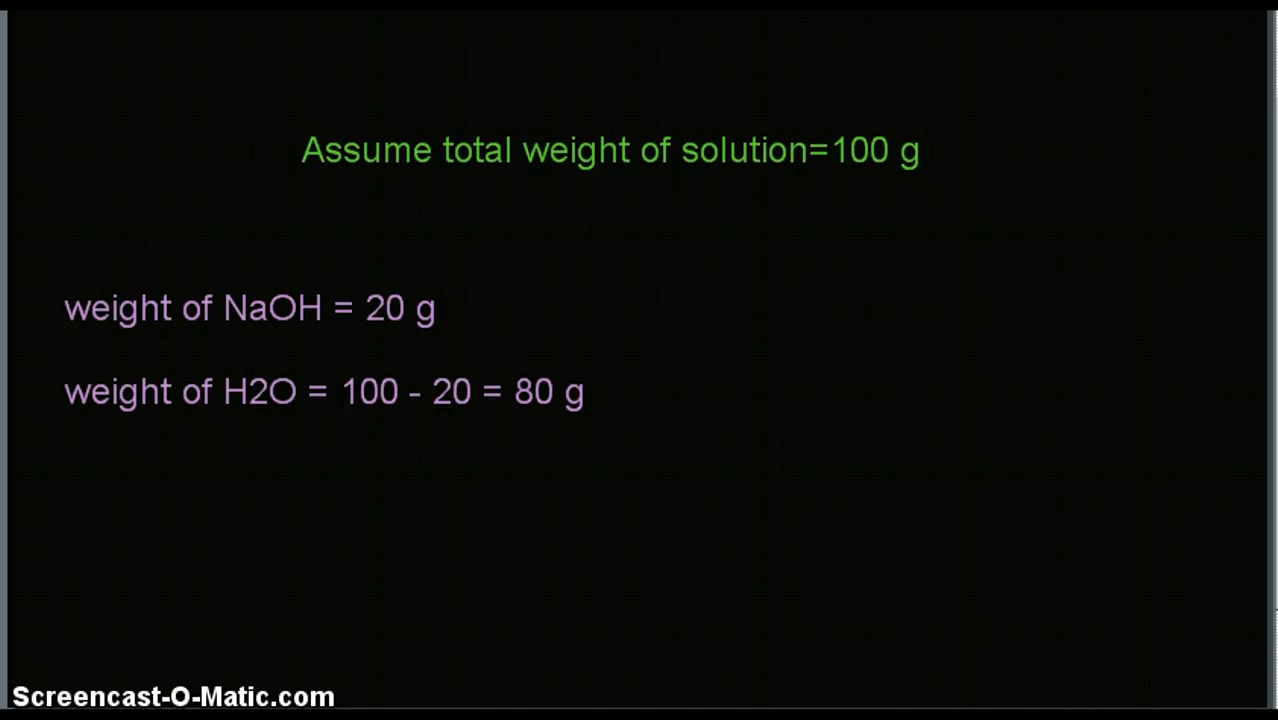 Assume total weight of solution=100 g
weight of NaOH = 20 g
weight of H2O = 100 - 20 = 80 g
Screencast-O-Matic.com